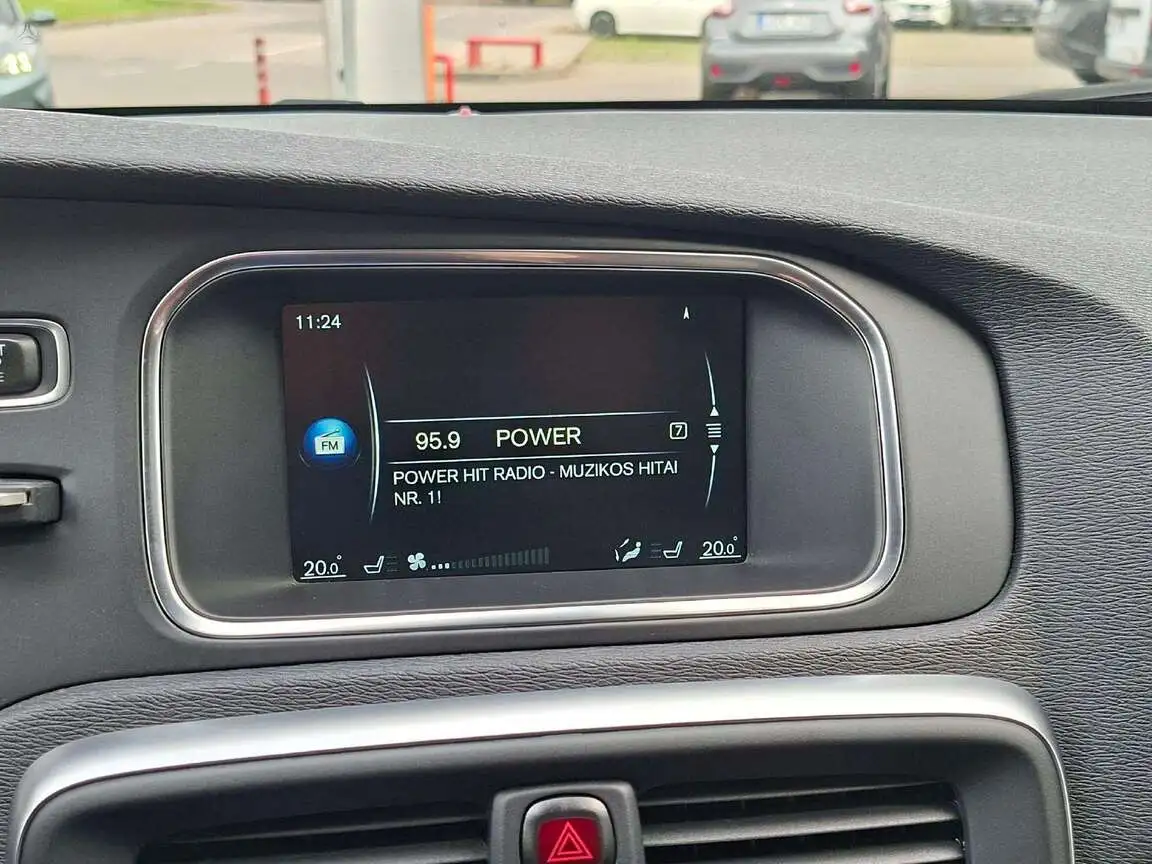 11:24
FM
95.9 POWER 7
POWER HIT RADIO - MUZIKOS HITAI
NR. 1!
20.0° 20.0°